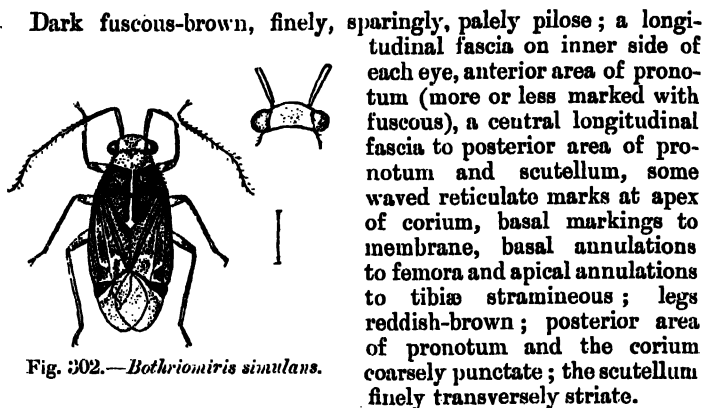 Dark fuscous-brown, finely, sparingly, palely pilose; a longi-
tudinal fascia on inner side of
each eye, anterior area of prono-
tum (more or less marked with
fuscous), a central longitudinal
fascia to posterior area of pro-
notum and scutellum, some
waved reticulate marks at apex
of corium, basal markings to
membrane, basal annulations
to femora and apical annulations
to tibiæ stramineous; legs
reddish-brown; posterior area
of pronotum and the corium
coarsely punctate; the scutellum
finely transversely striate.
Fig. 302.—Bothriomiris simulans.